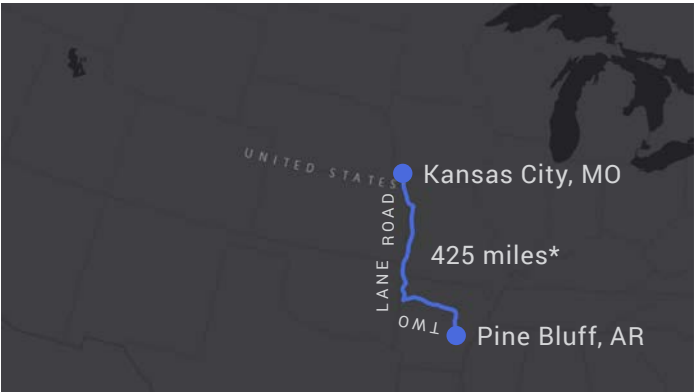 UNITED STATES
Kansas City, MO
425 miles*
TWO LANE ROAD
Pine Bluff, AR